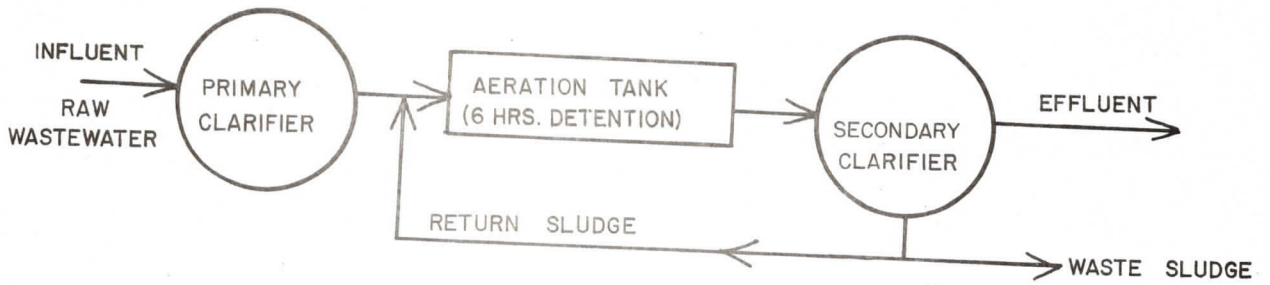 INFLUENT
RAW
WASTEWATER
PRIMARY
CLARIFIER
AERATION TANK
(6 HRS. DETENTION)
SECONDARY
CLARIFIER
EFFLUENT
RETURN SLUDGE
WASTE SLUDGE